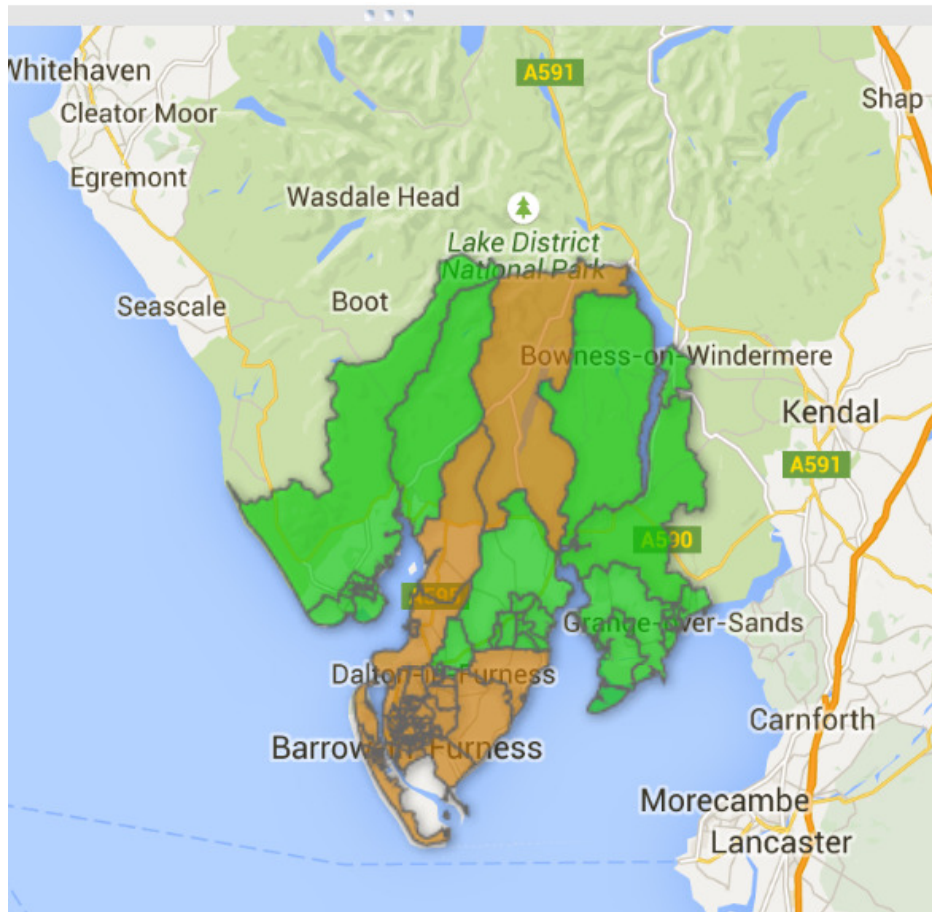 A591
Whitehaven
Cleator Moor
Shap
Egremont
Wasdale Head
Lake District
National Park
Seascale
Boot
Bowness-on-Windermere
Kendal
A591
A590
A595
Grange-over-Sands
Dalton-in-Furness
Carnforth
Barrow-in-Furness
Morecambe
Lancaster